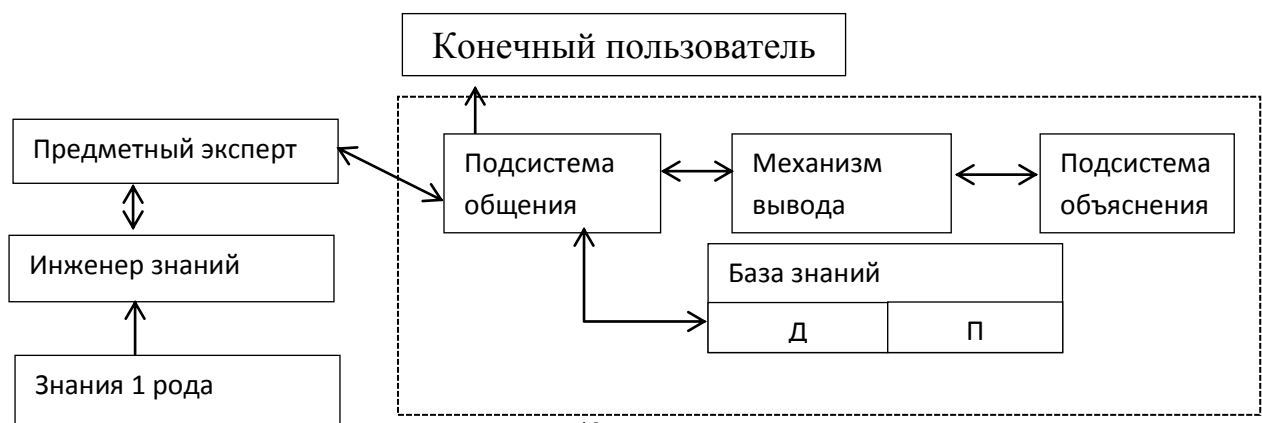 Конечный пользователь
Предметный эксперт
Подсистема
общения
Механизм
вывода
Подсистема
объяснения
Инженер знаний
База знаний
Д
П
Знания 1 рода